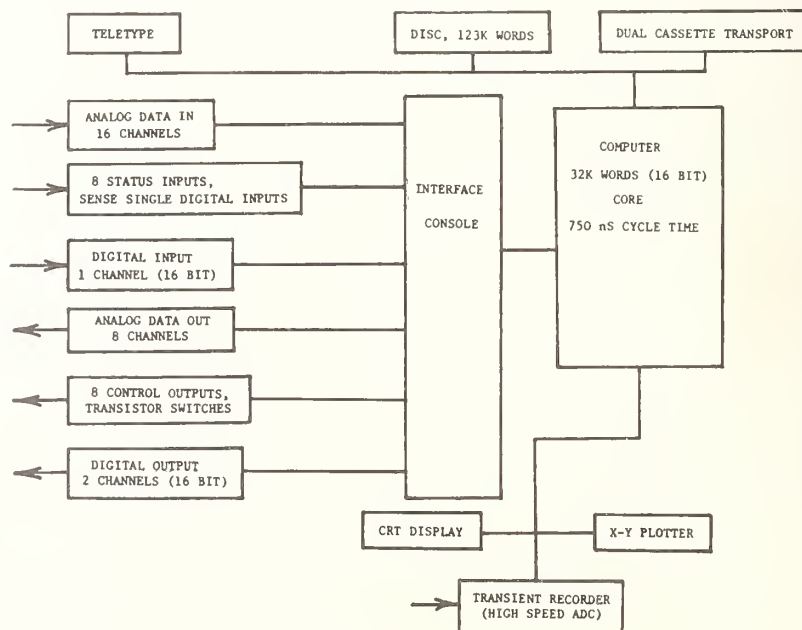 TELETYPE
DISC, 123K WORDS
DUAL CASSETTE TRANSPORT
ANALOG DATA IN
16 CHANNELS
8 STATUS INPUTS,
SENSE SINGLE DIGITAL INPUTS
DIGITAL INPUT
1 CHANNEL (16 BIT)
ANALOG DATA OUT
8 CHANNELS
8 CONTROL OUTPUTS,
TRANSISTOR SWITCHES
DIGITAL OUTPUT
2 CHANNELS (16 BIT)
INTERFACE
CONSOLE
COMPUTER
32K WORDS (16 BIT)
CORE
750 nS CYCLE TIME
CRT DISPLAY
X-Y PLOTTER
TRANSIENT RECORDER
(HIGH SPEED ADC)